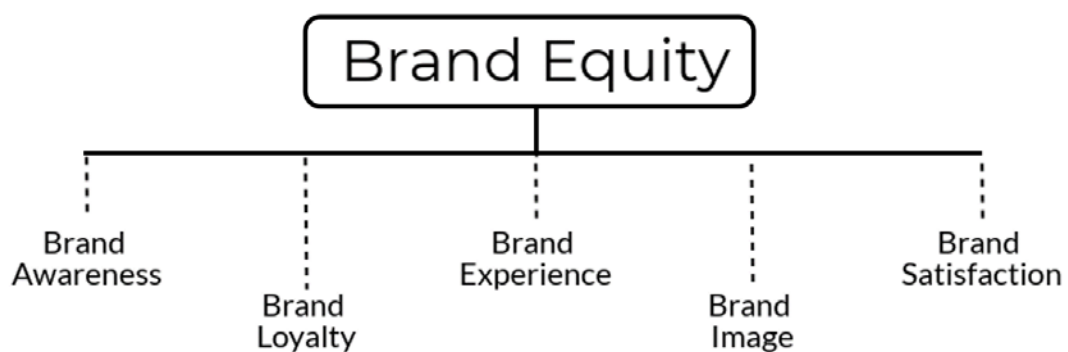 Brand Equity
Brand
Awareness
Brand
Loyalty
Brand
Experience
Brand
Image
Brand
Satisfaction